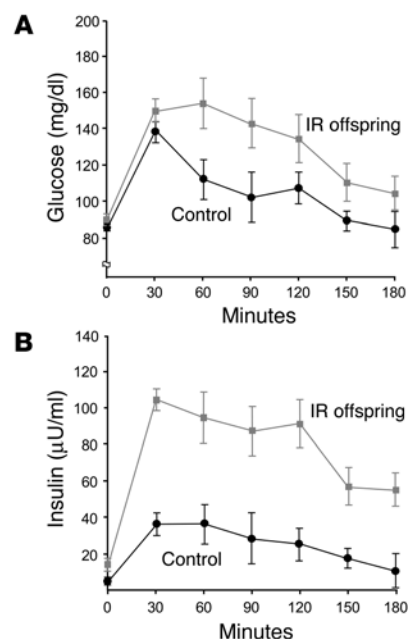 A
Glucose (mg/dl)
200
180
160
140
120
100
80
IR offspring
Control
0 30 60 90 120 150 180
Minutes
B
Insulin (µU/ml)
140
120
100
80
60
40
20
IR offspring
Control
0 30 60 90 120 150 180
Minutes